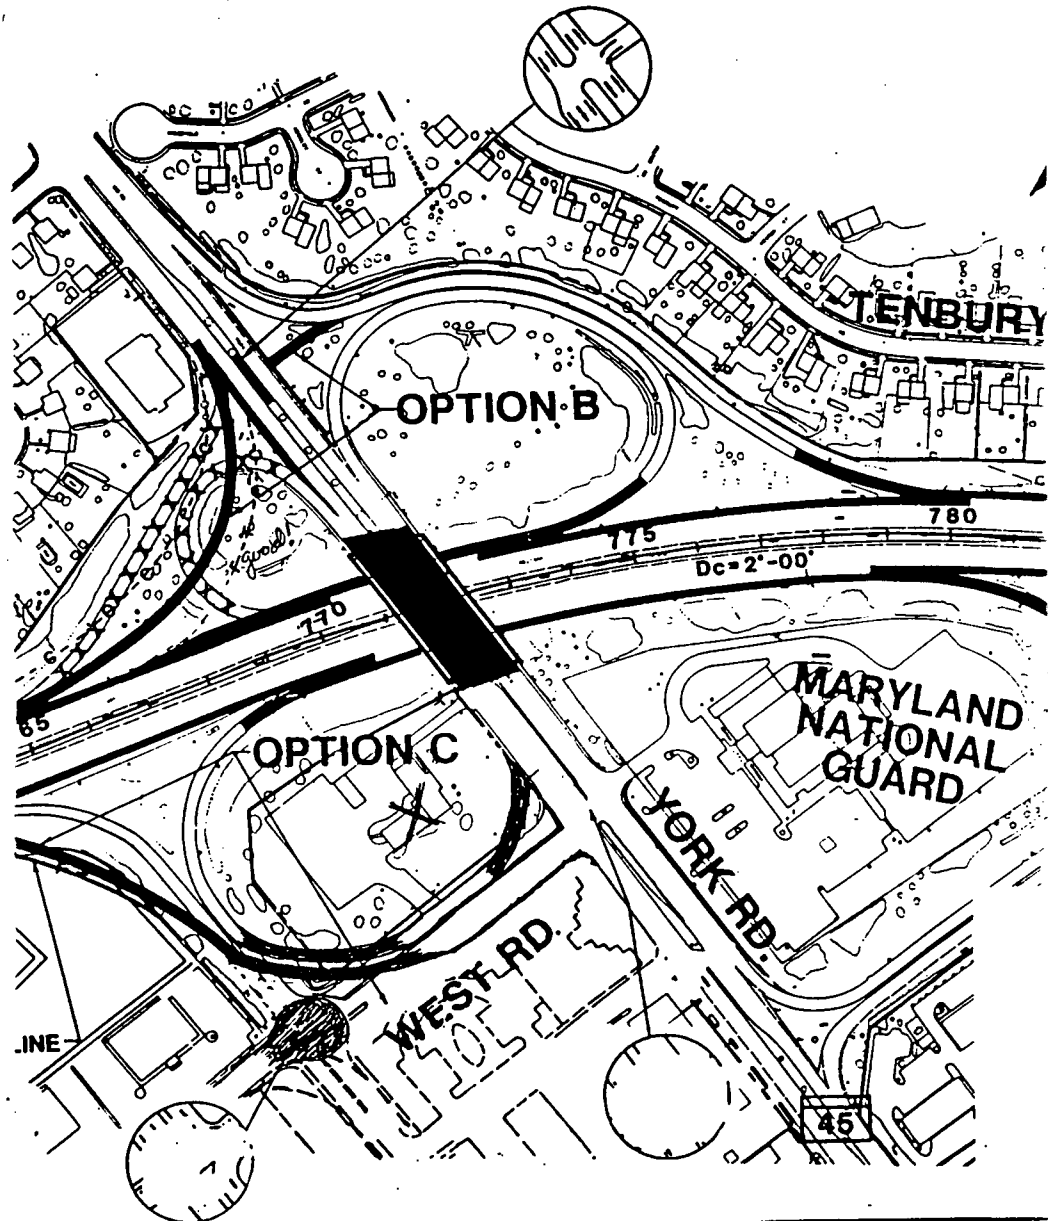 TENBURY
OPTION B
780
775
Dc=2°-00'
good!
770
65
MARYLAND
NATIONAL
GUARD
OPTION C
YORK RD.
WEST RD.
LINE
45